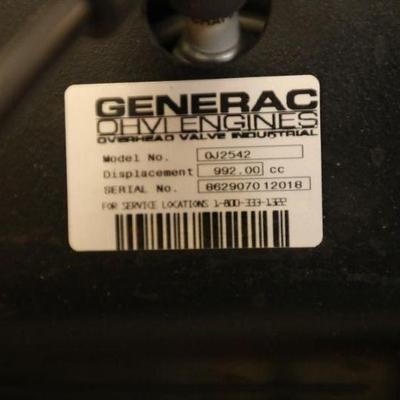 GENERAC
OHVI ENGINES
OVERHEAD VALVE INDUSTRIAL
Model No. 0J2542
Displacement 992.00 cc
SERIAL No. 8629070 12018
FOR SERVICE LOCATIONS 1-800-333-1322